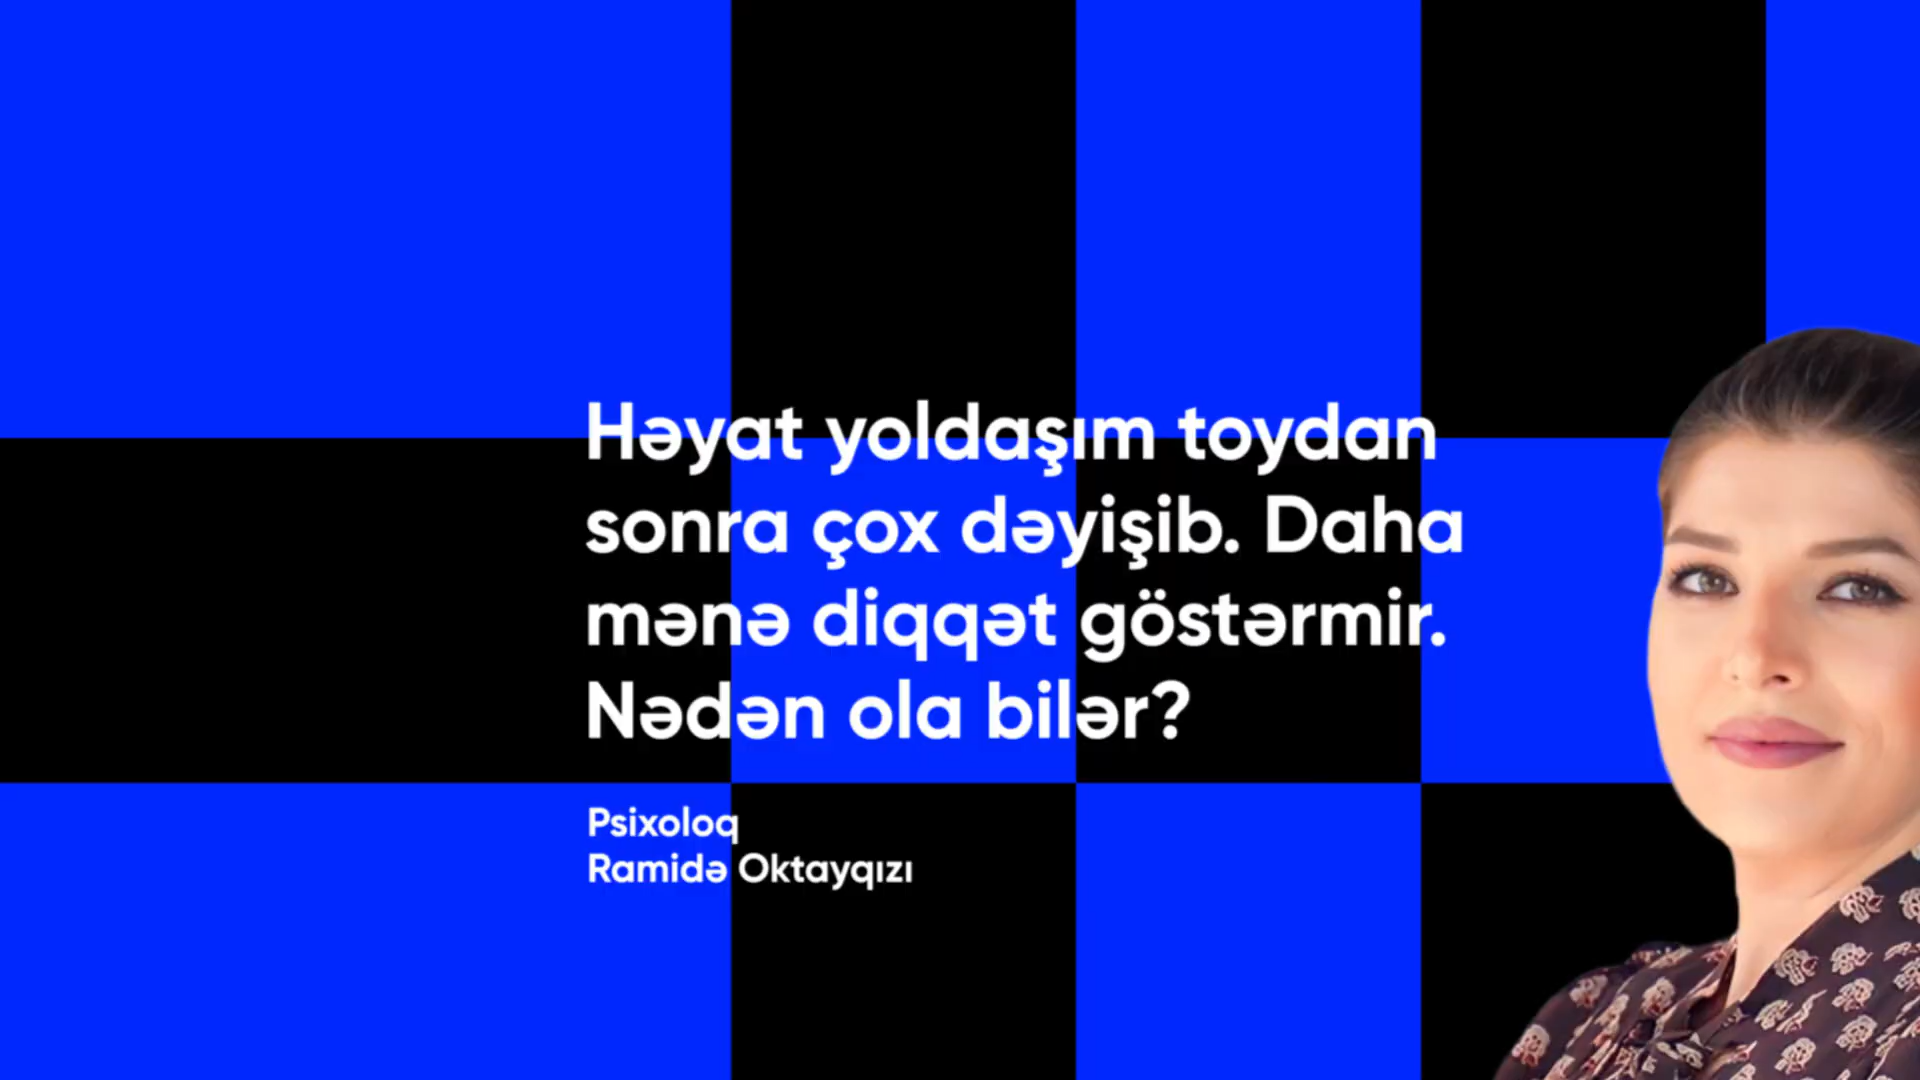 Həyat yoldaşım toydan
sonra çox dəyişib. Daha
mənə diqqət göstərmir.
Nədən ola bilər?
Psixoloq
Ramidə Oktayqızı